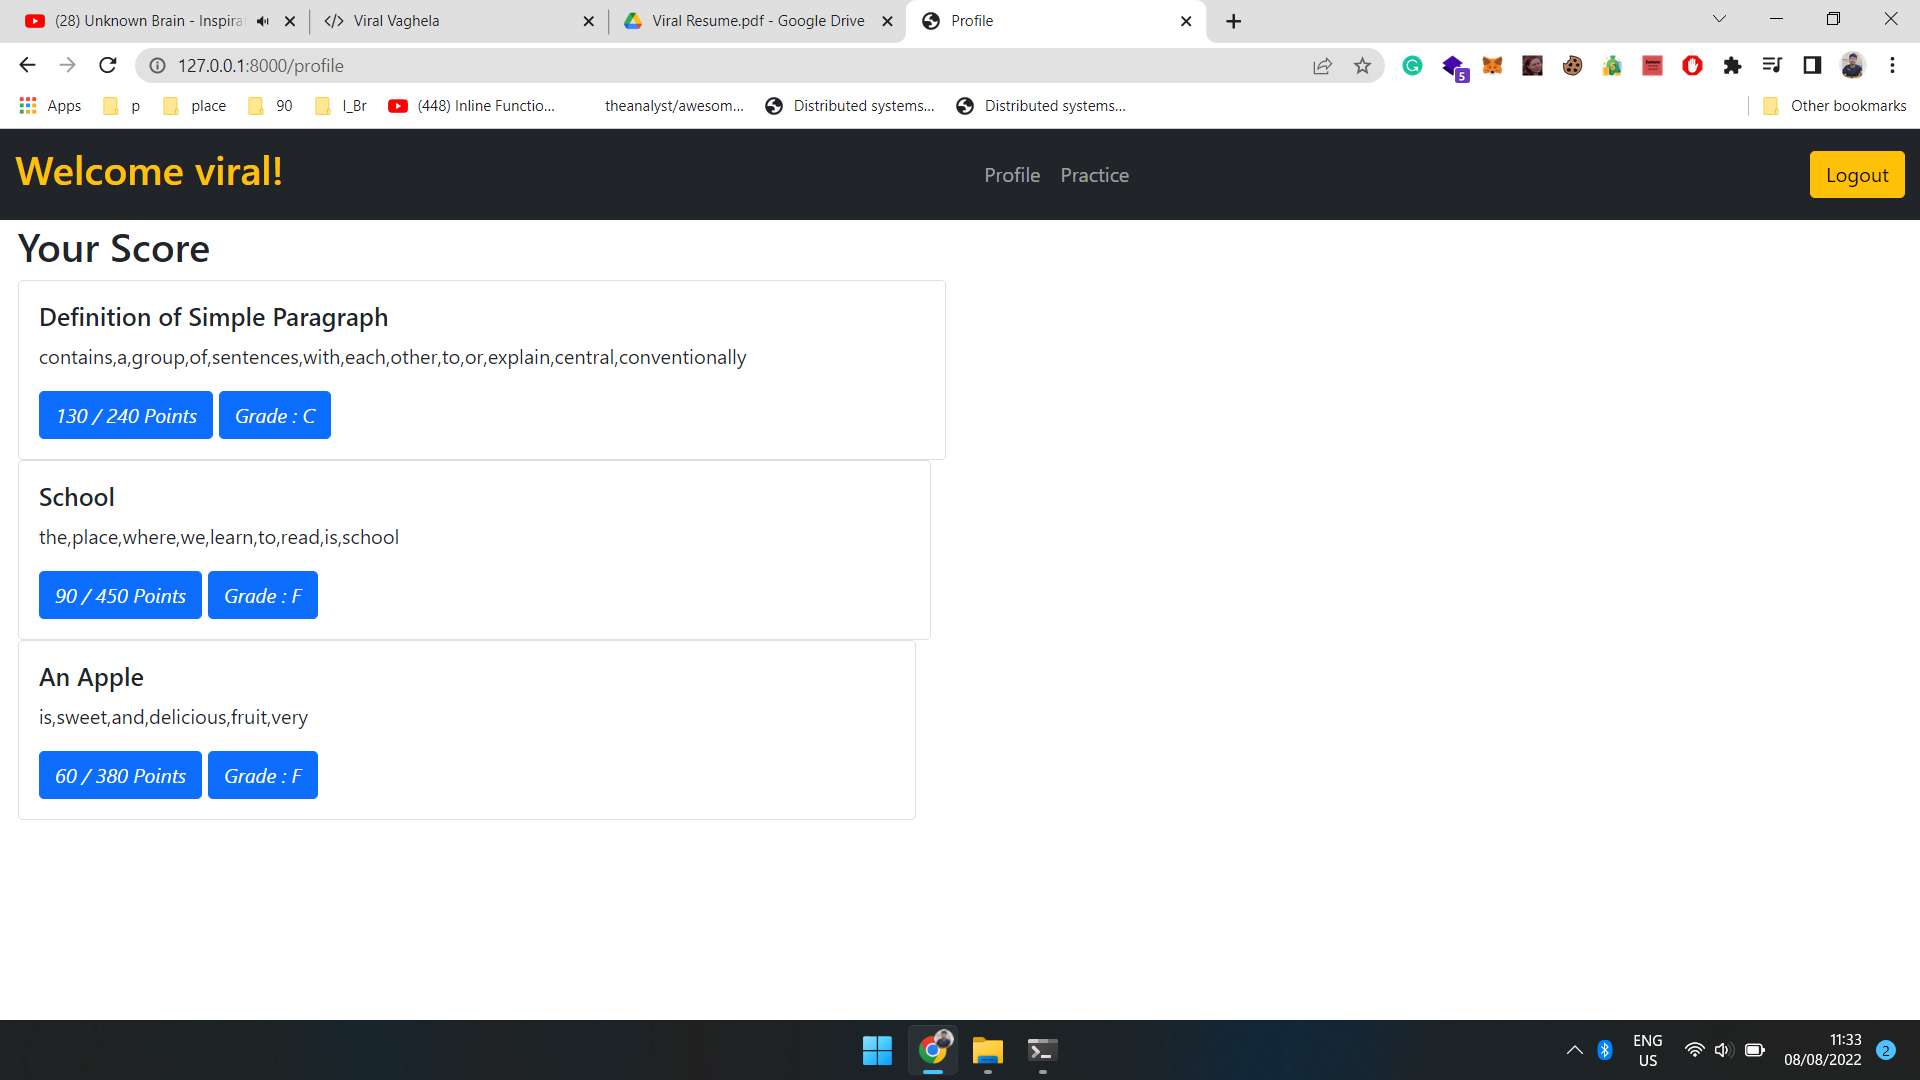 (28) Unknown Brain - Inspira
Viral Vaghela
Viral Resume.pdf - Google Drive
Profile
127.0.0.1:8000/profile
5
Apps
p
place
90
I_Br
(448) Inline Functio...
theanalyst/awesom...
Distributed systems...
Distributed systems...
Other bookmarks
Welcome viral!
Profile
Practice
Logout
Your Score
Definition of Simple Paragraph
contains,a,group,of,sentences,with,each,other,to,or,explain,central,conventionally
130 / 240 Points
Grade : C
School
the,place,where,we,learn,to,read,is,school
90 / 450 Points
Grade : F
An Apple
is,sweet,and,delicious,fruit,very
60 / 380 Points
Grade : F
ENG
US
11:33
08/08/2022
2